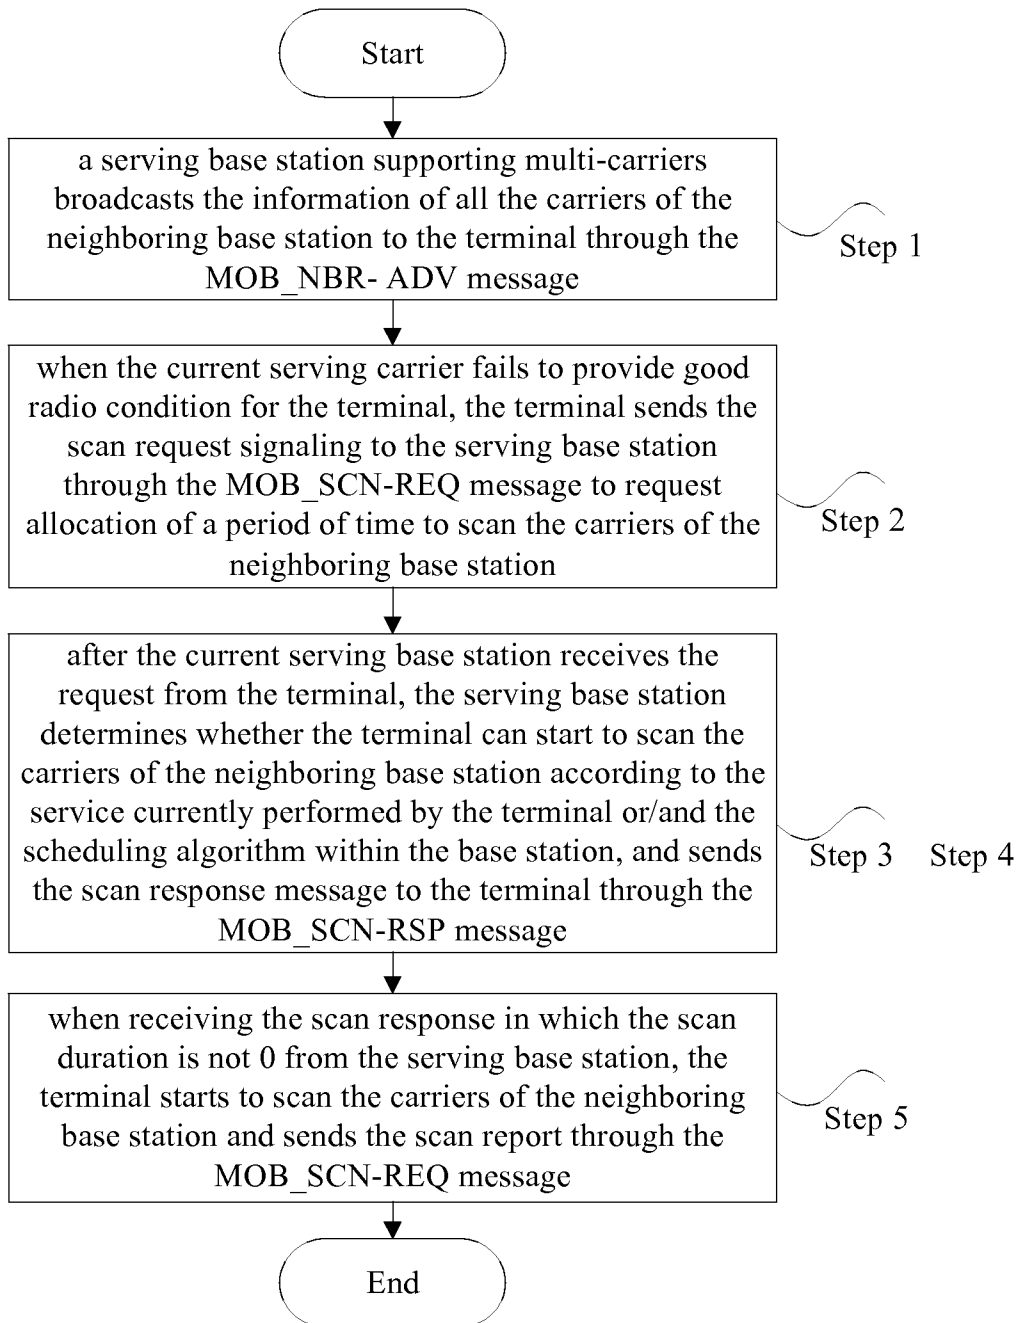 Start
a serving base station supporting multi-carriers
broadcasts the information of all the carriers of the
neighboring base station to the terminal through the
MOB_NBR- ADV message
Step 1
when the current serving carrier fails to provide good
radio condition for the terminal, the terminal sends the
scan request signaling to the serving base station
through the MOB_SCN-REQ message to request
allocation of a period of time to scan the carriers of the
neighboring base station
Step 2
after the current serving base station receives the
request from the terminal, the serving base station
determines whether the terminal can start to scan the
carriers of the neighboring base station according to the
service currently performed by the terminal or/and the
scheduling algorithm within the base station, and sends
the scan response message to the terminal through the
MOB_SCN-RSP message
Step 3 Step 4
when receiving the scan response in which the scan
duration is not 0 from the serving base station, the
terminal starts to scan the carriers of the neighboring
base station and sends the scan report through the
MOB_SCN-REQ message
Step 5
End